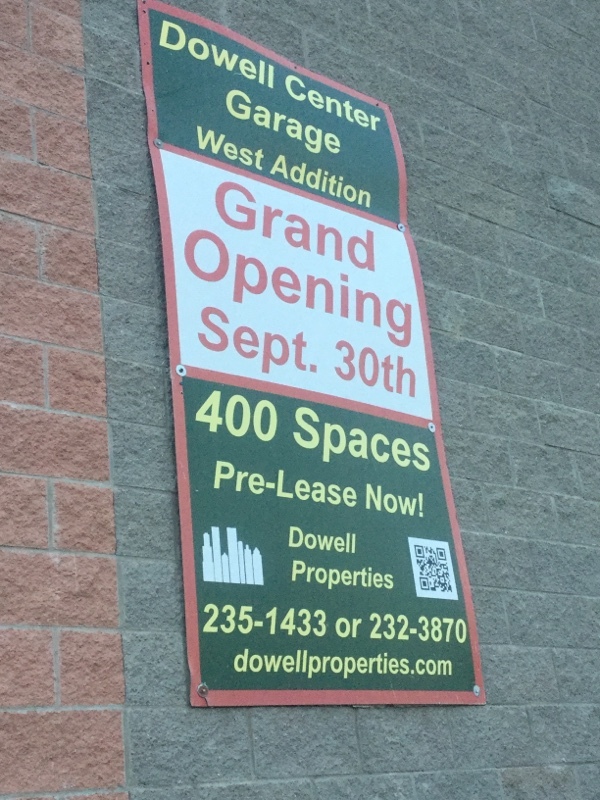 Dowell Center
Garage
West Addition
Grand
Opening
Sept. 30th
400 Spaces
Pre-Lease Now!
Dowell
Properties
235-1433 or 232-3870
dowellproperties.com